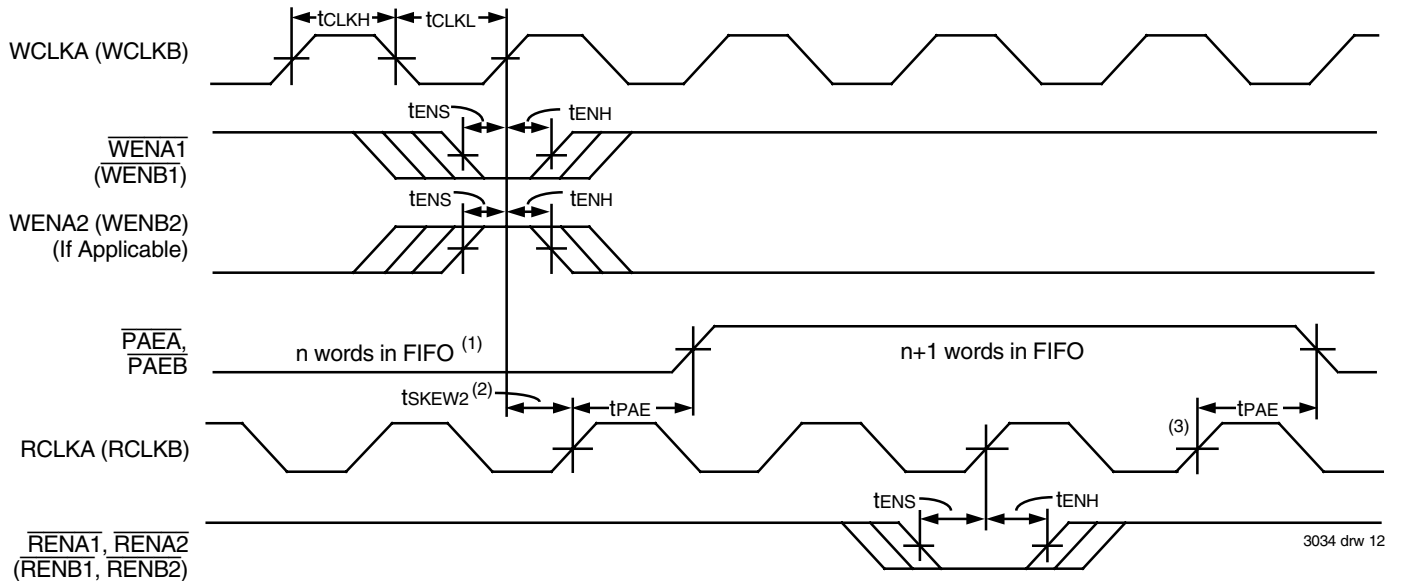 tCLKH tCLKL
WCLKA (WCLKB)
tENS tENH
WENA1
(WENB1)
tENS tENH
WENA2 (WENB2)
(If Applicable)
PAEA,
PAEB
n words in FIFO (1)
n+1 words in FIFO
tSKEW2 (2)
tPAE
(3)
tPAE
RCLKA (RCLKB)
tENS tENH
RENA1, RENA2
(RENB1, RENB2)
3034 drw 12